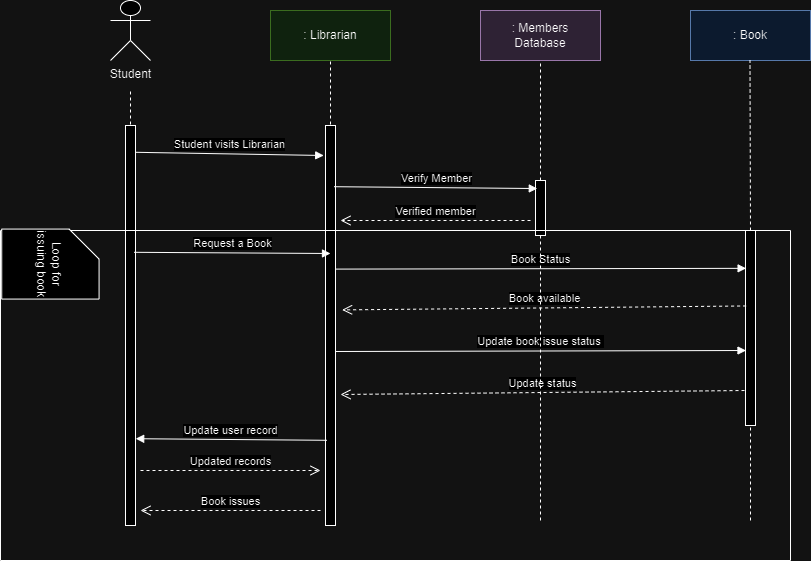 : Librarian
: Members
Database
: Book
Student
Student visits Librarian
Verify Member
Verified member
Loop for
issuing book
Request a Book
Book Status
Book available
Update book issue status
Update status
Update user record
Updated records
Book issues